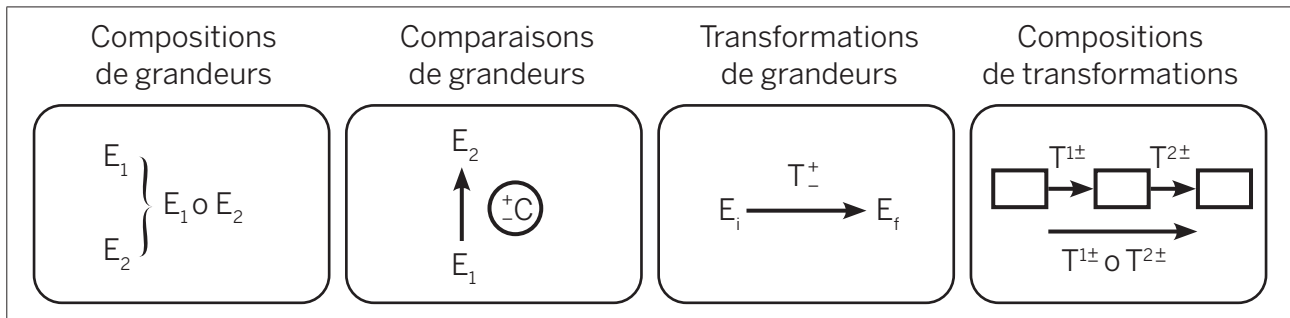 Compositions
de grandeurs
Comparaisons
de grandeurs
Transformations
de grandeurs
Compositions
de transformations
E₁
E₂
E₁ o E₂
E₂
±C
E₁
T±
Eᵢ
E_f
T¹± T²±
T¹± o T²±